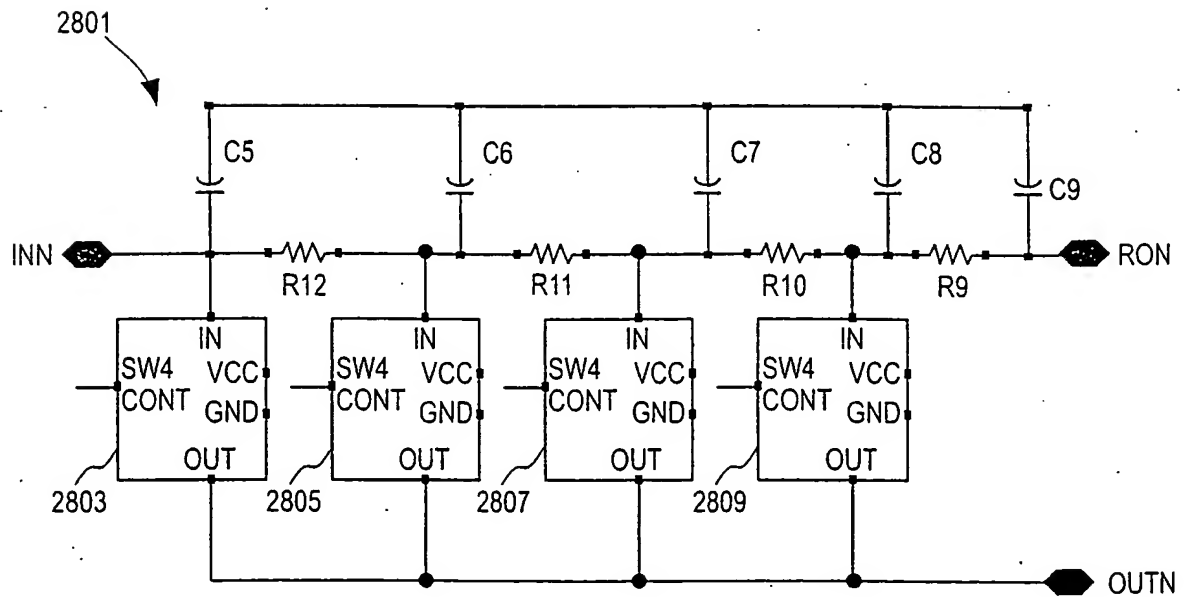 2801
C5
C6
C7
C8
C9
INN
R12
R11
R10
R9
RON
IN
IN
IN
IN
SW4
CONT
VCC
GND
OUT
SW4
CONT
VCC
GND
OUT
SW4
CONT
VCC
GND
OUT
SW4
CONT
VCC
GND
OUT
2803
2805
2807
2809
OUTN